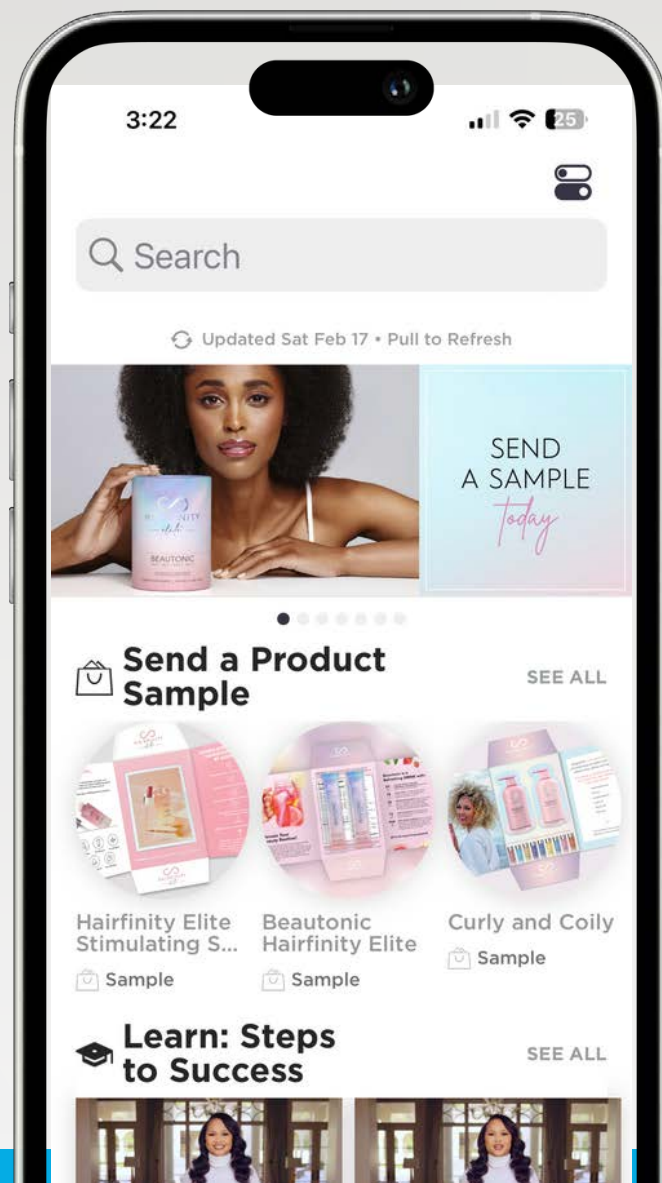 3:22
25
Search
Updated Sat Feb 17 • Pull to Refresh
BEAUTONIC
SEND
A SAMPLE
today
Send a Product
Sample
SEE ALL
Hairfinity Elite
Stimulating S...
Sample
Beautonic
Hairfinity Elite
Sample
Curly and Coily
Sample
Learn: Steps
to Success
SEE ALL